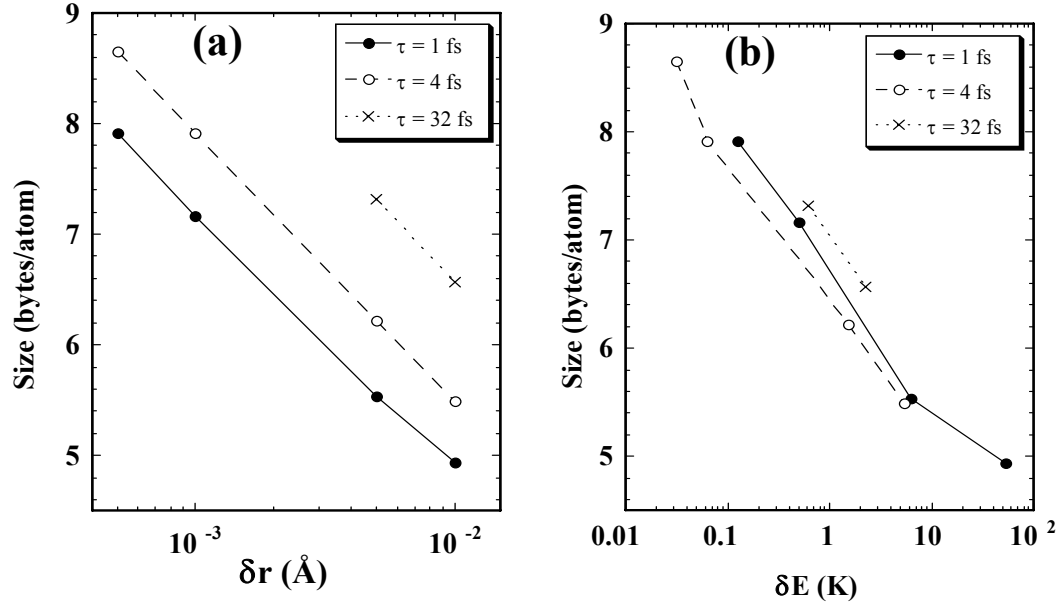 (a)
τ = 1 fs
τ = 4 fs
τ = 32 fs
9
8
7
6
5
Size (bytes/atom)
10⁻³
10⁻²
δr (Å)
(b)
τ = 1 fs
τ = 4 fs
τ = 32 fs
9
8
7
6
5
Size (bytes/atom)
0.01
0.1
1
10
10²
δE (K)